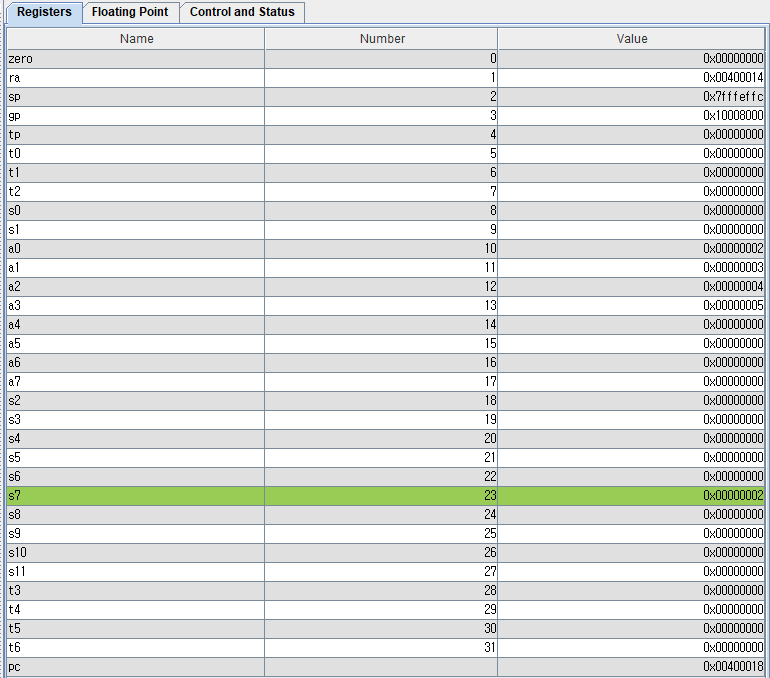 Registers Floating Point Control and Status
Name Number Value
zero 0 0x00000000
ra 1 0x00400014
sp 2 0x7fffeffc
gp 3 0x10008000
tp 4 0x00000000
t0 5 0x00000000
t1 6 0x00000000
t2 7 0x00000000
s0 8 0x00000000
s1 9 0x00000000
a0 10 0x00000002
a1 11 0x00000003
a2 12 0x00000004
a3 13 0x00000005
a4 14 0x00000000
a5 15 0x00000000
a6 16 0x00000000
a7 17 0x00000000
s2 18 0x00000000
s3 19 0x00000000
s4 20 0x00000000
s5 21 0x00000000
s6 22 0x00000000
s7 23 0x00000002
s8 24 0x00000000
s9 25 0x00000000
s10 26 0x00000000
s11 27 0x00000000
t3 28 0x00000000
t4 29 0x00000000
t5 30 0x00000000
t6 31 0x00000000
pc 0x00400018